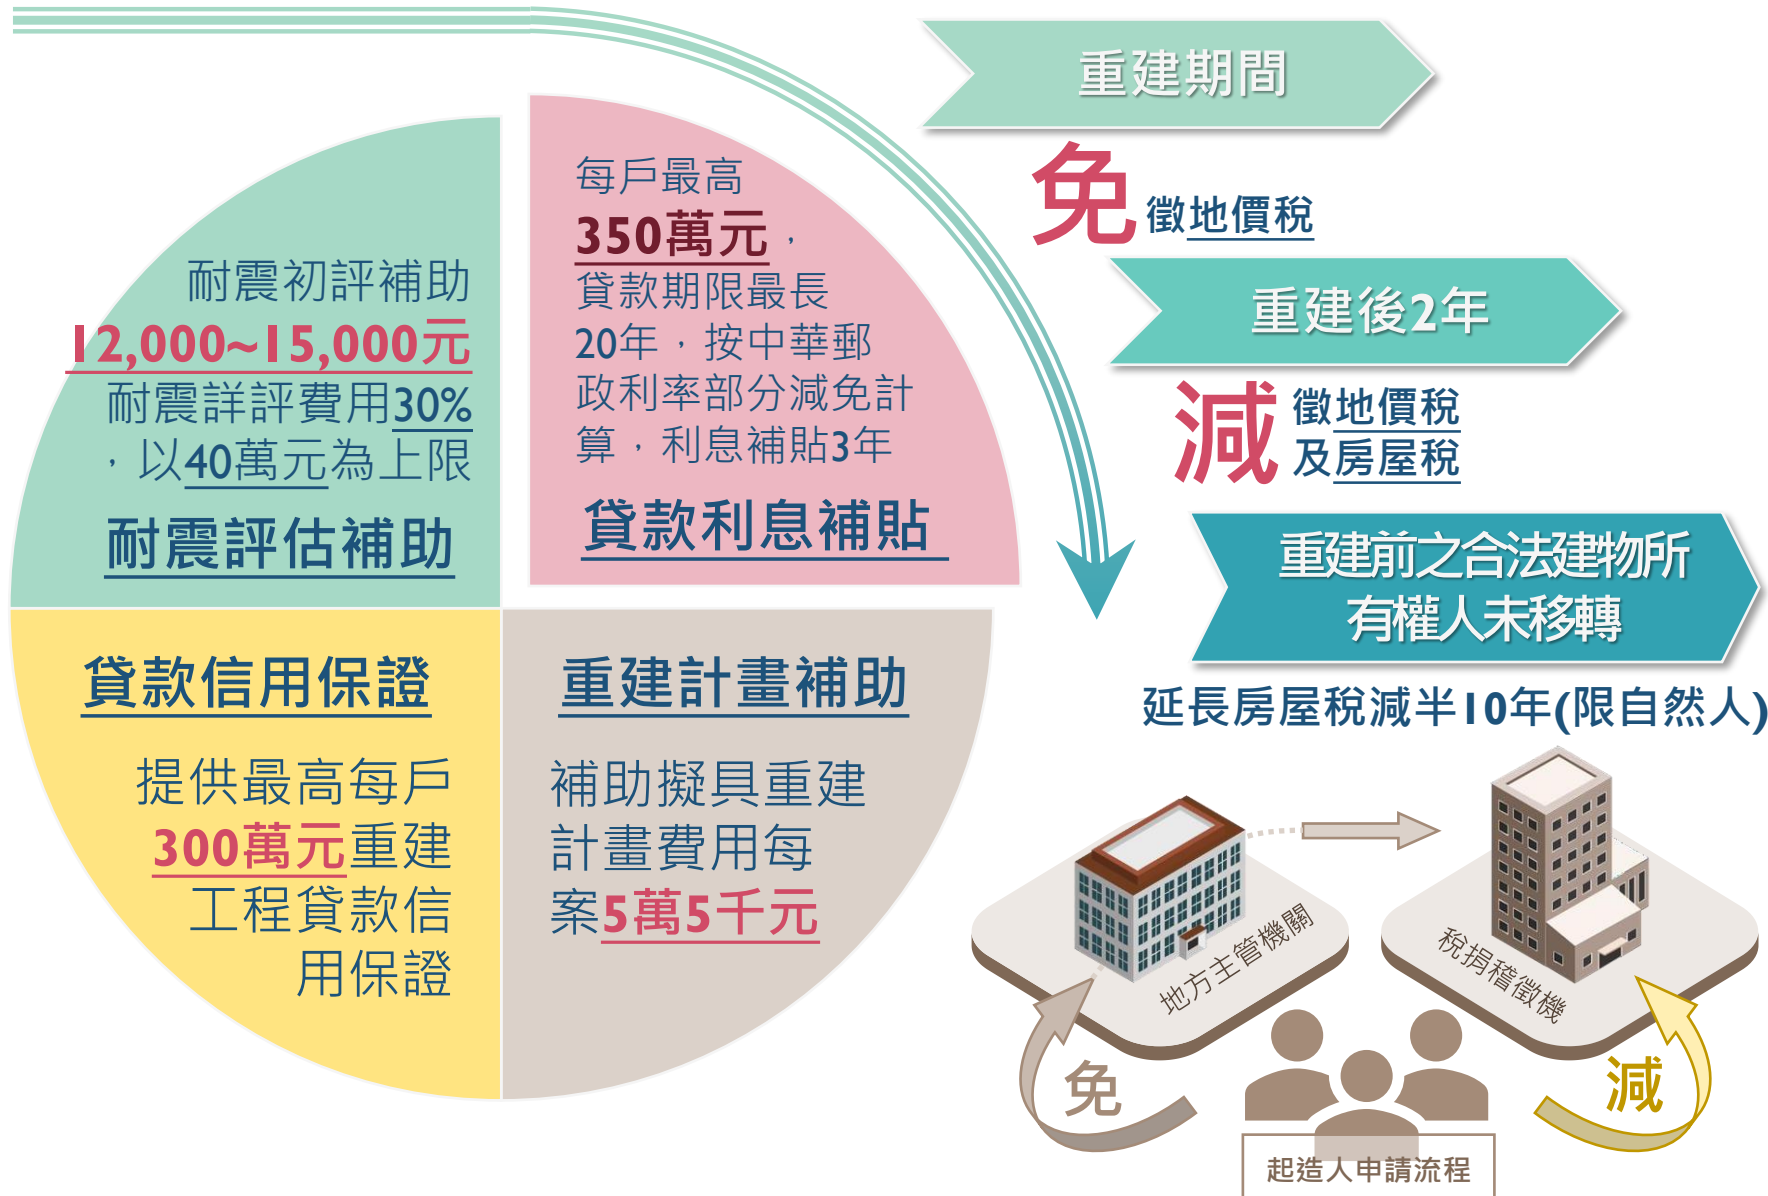 耐震初評補助
12,000~15,000元
耐震詳評費用30%
，以40萬元為上限
耐震評估補助
每戶最高
350萬元，
貸款期限最長
20年，按中華郵
政利率部分減免計
算，利息補貼3年
貸款利息補貼
貸款信用保證
提供最高每戶
300萬元重建
工程貸款信
用保證
重建計畫補助
補助擬具重建
計畫費用每
案5萬5千元
重建期間
免徵地價稅
重建後2年
減徵地價稅
及房屋稅
重建前之合法建物所
有權人未移轉
延長房屋稅減半10年(限自然人)
地方主管機關
稅捐稽徵機
免
減
起造人申請流程